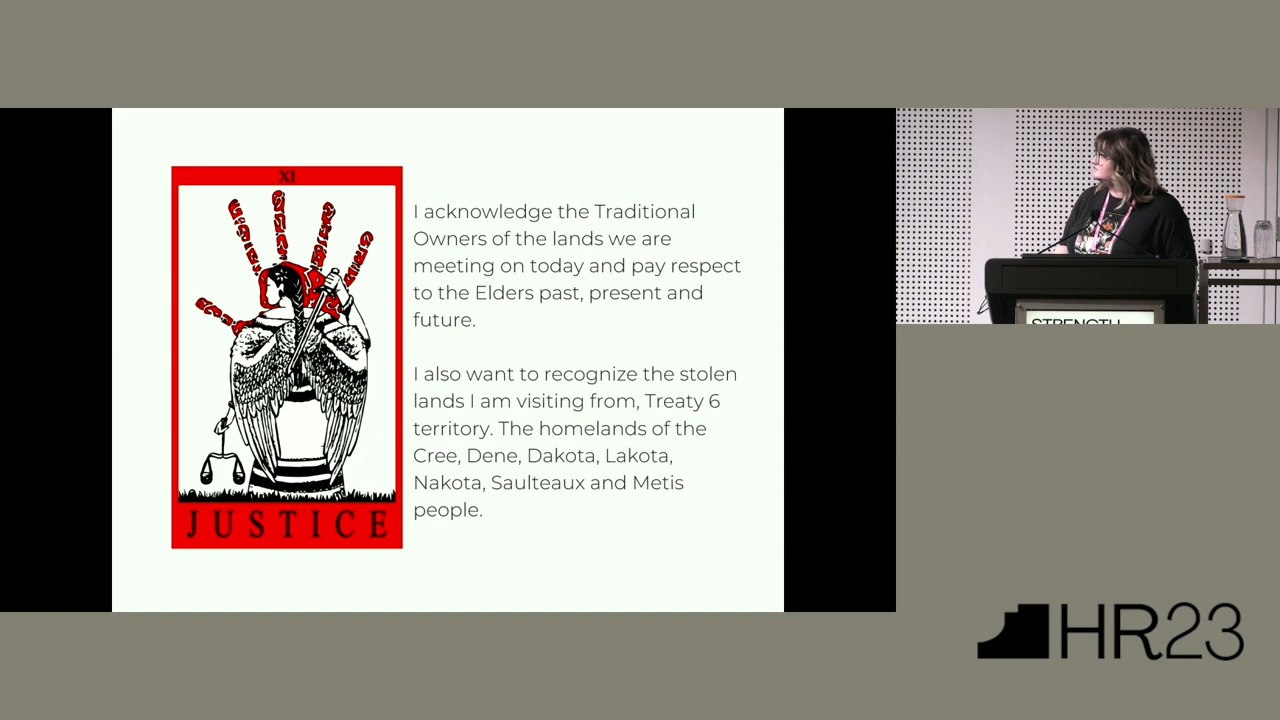 XI
JUSTICE
I acknowledge the Traditional
Owners of the lands we are
meeting on today and pay respect
to the Elders past, present and
future.
I also want to recognize the stolen
lands I am visiting from, Treaty 6
territory. The homelands of the
Cree, Dene, Dakota, Lakota,
Nakota, Saulteaux and Metis
people.
STRENGTH
HR23